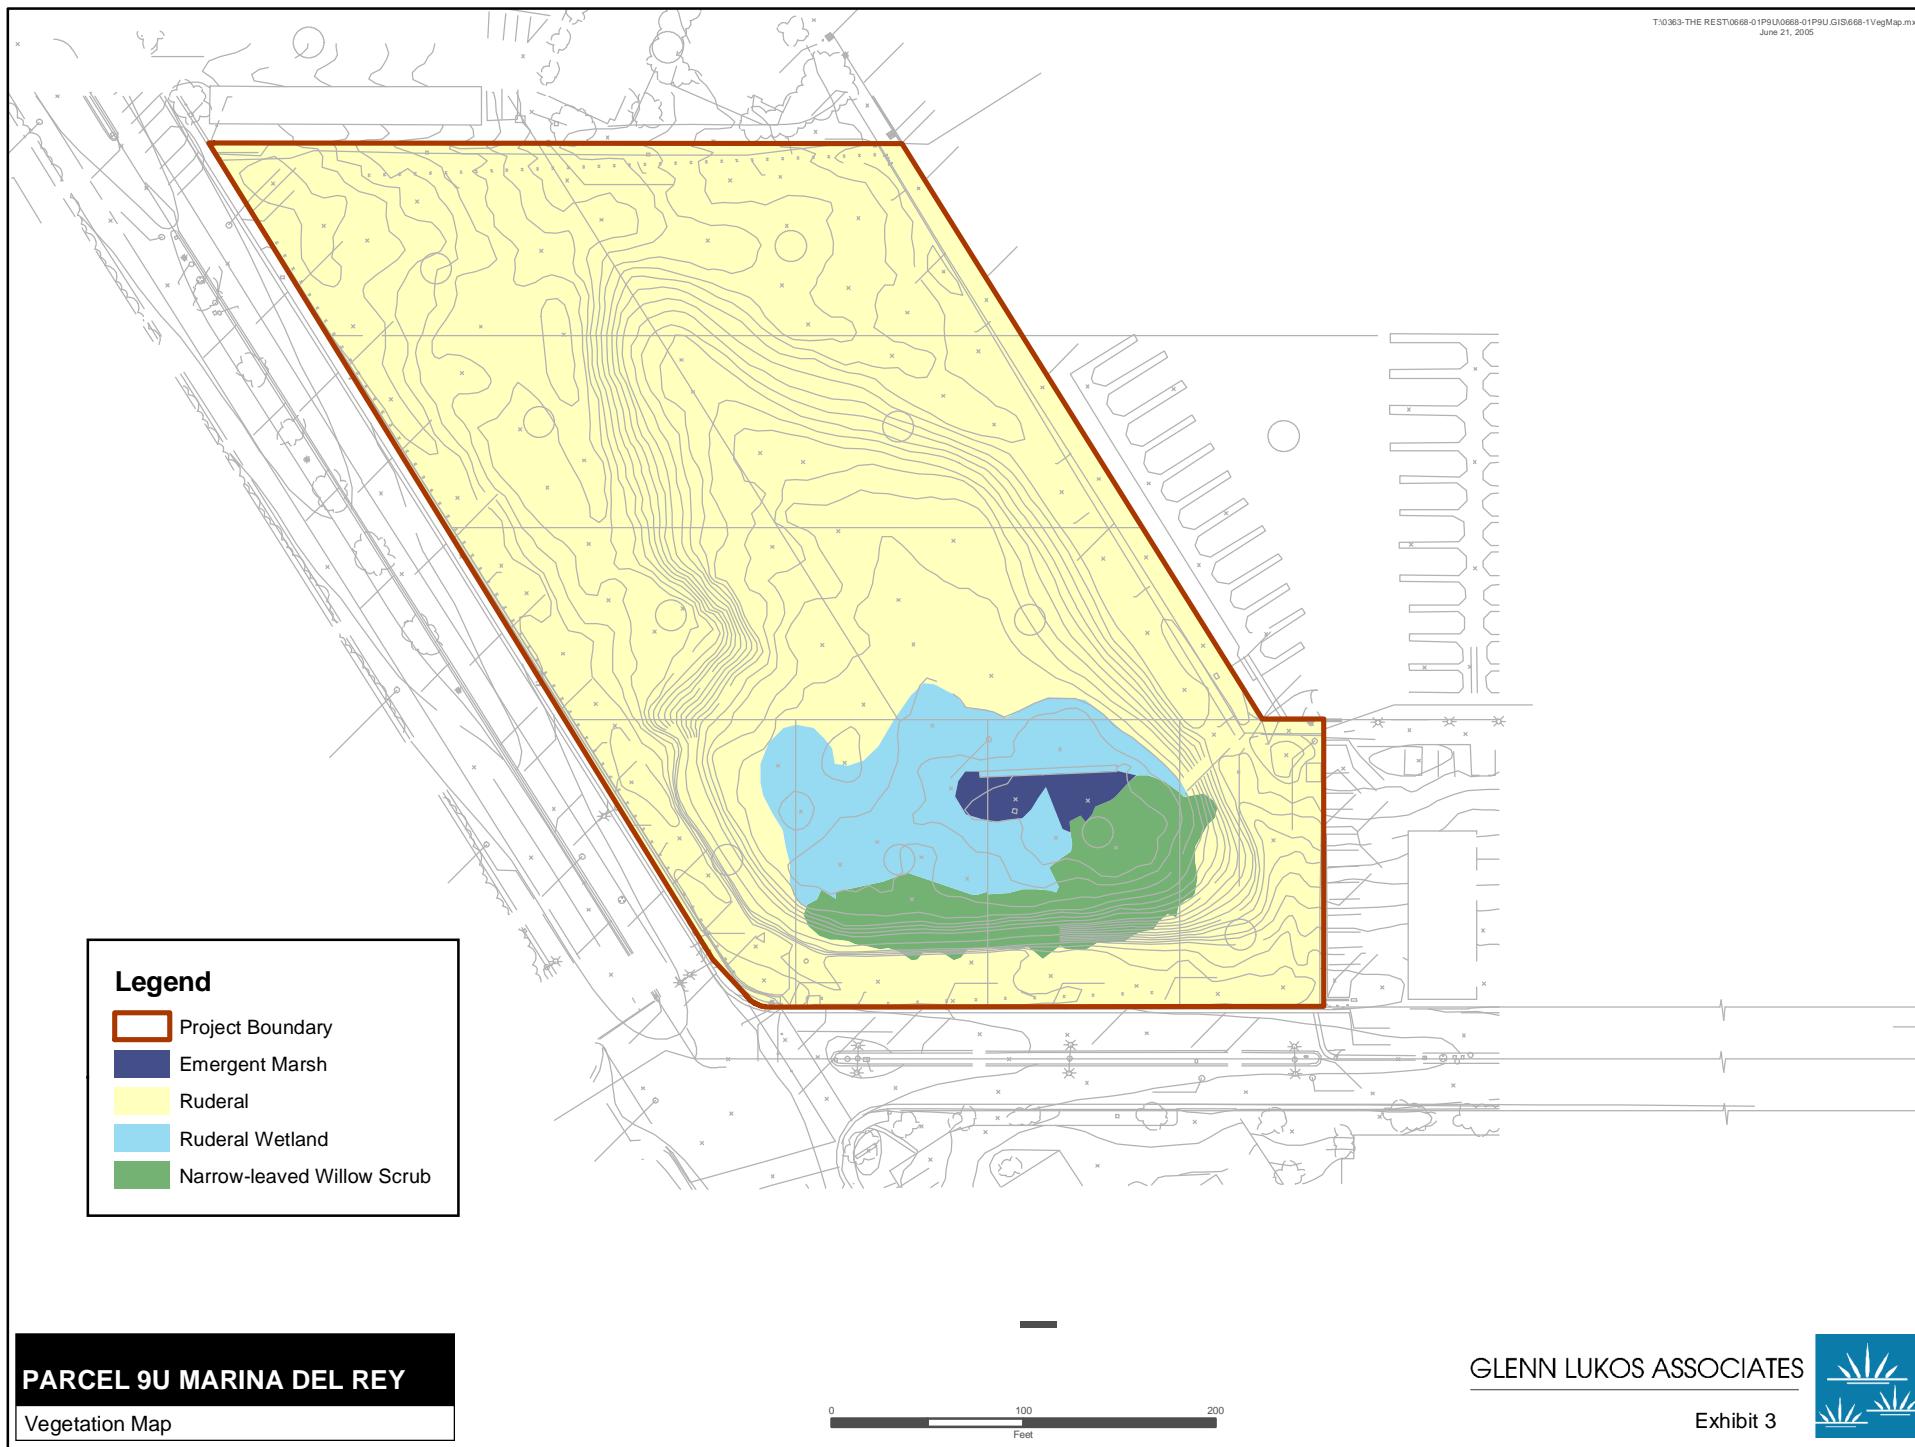 T:\0363-THE REST\0668-01P9U\0668-01P9U.GIS\668-1VegMap.mx
June 21, 2005
Legend
Project Boundary
Emergent Marsh
Ruderal
Ruderal Wetland
Narrow-leaved Willow Scrub
PARCEL 9U MARINA DEL REY
Vegetation Map
0 100 200
Feet
GLENN LUKOS ASSOCIATES
Exhibit 3